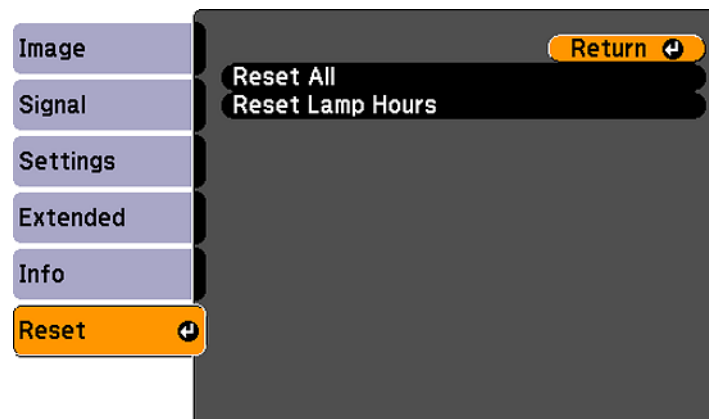 Image
Signal
Settings
Extended
Info
Reset
Return
Reset All
Reset Lamp Hours